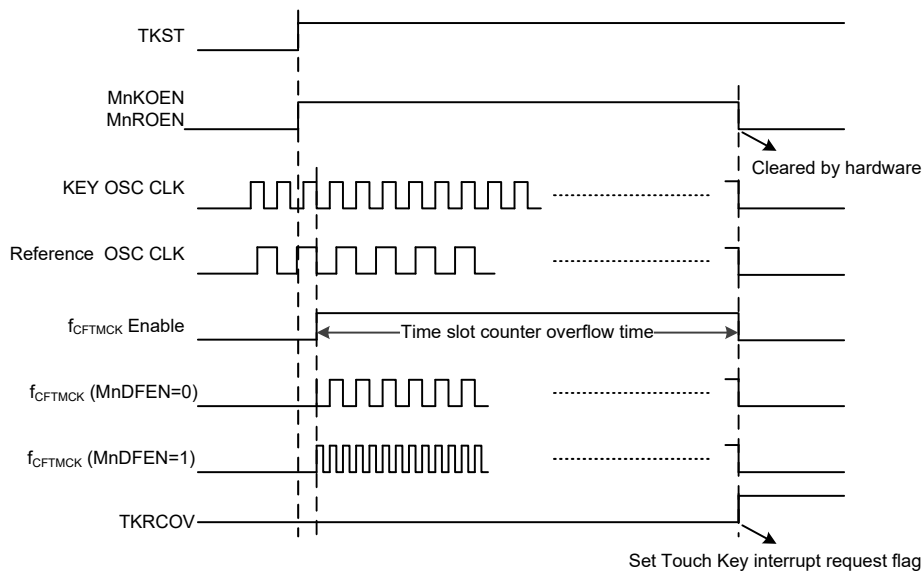 TKST
MnKOEN
MnROEN
Cleared by hardware
KEY OSC CLK
Reference OSC CLK
fCFTMCK Enable
Time slot counter overflow time
fCFTMCK (MnDFEN=0)
fCFTMCK (MnDFEN=1)
TKRCOV
Set Touch Key interrupt request flag